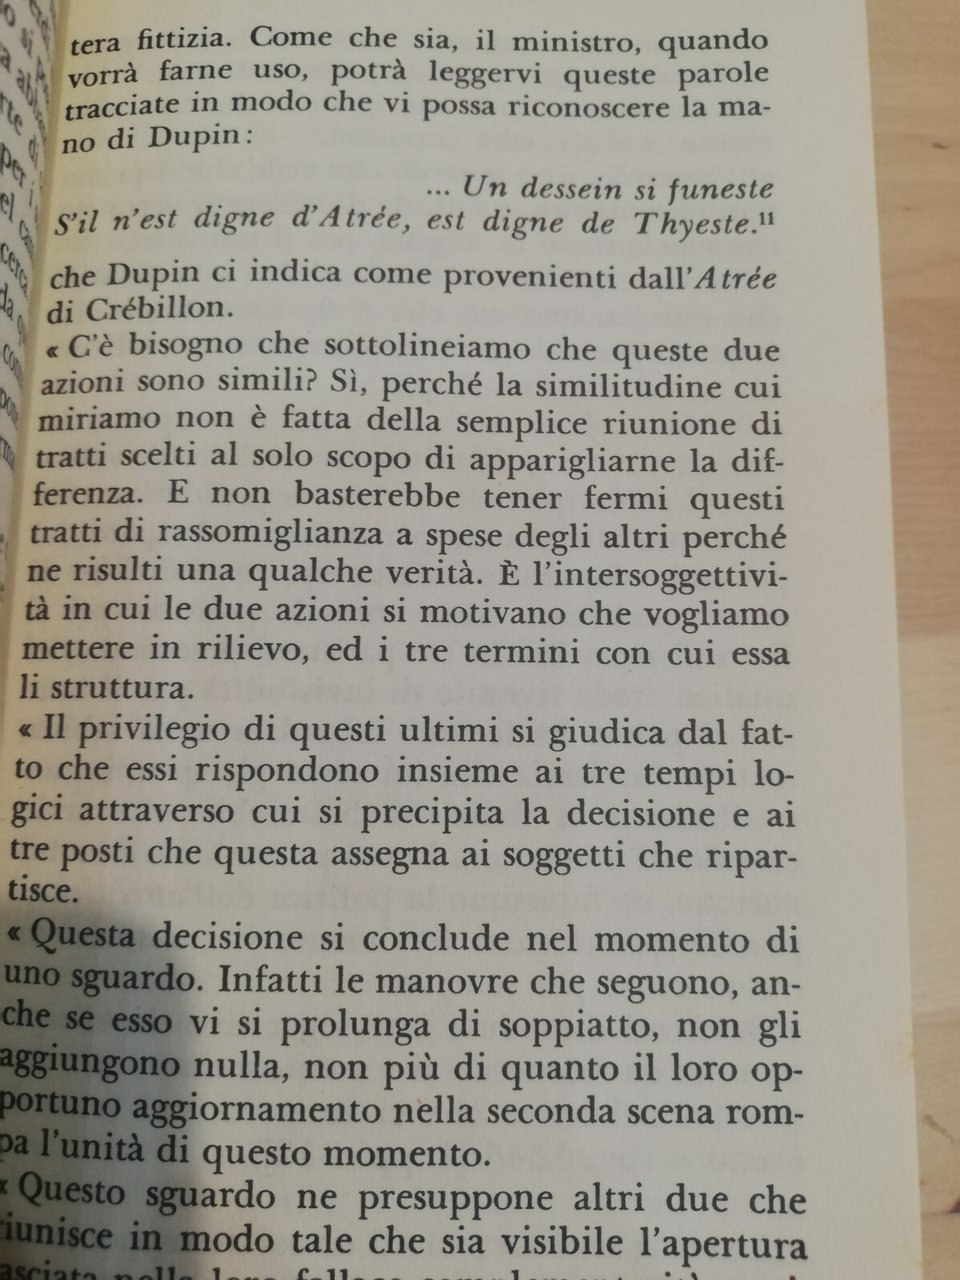 tera fittizia. Come che sia, il ministro, quando
vorrà farne uso, potrà leggervi queste parole
tracciate in modo che vi possa riconoscere la ma-
no di Dupin:
... Un dessein si funeste
S'il n'est digne d'Atrée, est digne de Thyeste.¹¹
che Dupin ci indica come provenienti dall'Atrée
di Crébillon.
« C'è bisogno che sottolineiamo che queste due
azioni sono simili? Sì, perché la similitudine cui
miriamo non è fatta della semplice riunione di
tratti scelti al solo scopo di apparigliarne la dif-
ferenza. E non basterebbe tener fermi questi
tratti di rassomiglianza a spese degli altri perché
ne risulti una qualche verità. È l'intersoggettivi-
tà in cui le due azioni si motivano che vogliamo
mettere in rilievo, ed i tre termini con cui essa
li struttura.
« Il privilegio di questi ultimi si giudica dal fat-
to che essi rispondono insieme ai tre tempi lo-
gici attraverso cui si precipita la decisione e ai
tre posti che questa assegna ai soggetti che ripar-
tisce.
« Questa decisione si conclude nel momento di
uno sguardo. Infatti le manovre che seguono, an-
che se esso vi si prolunga di soppiatto, non gli
aggiungono nulla, non più di quanto il loro op-
portuno aggiornamento nella seconda scena rom-
pa l'unità di questo momento.
« Questo sguardo ne presuppone altri due che
riunisce in modo tale che sia visibile l'apertura